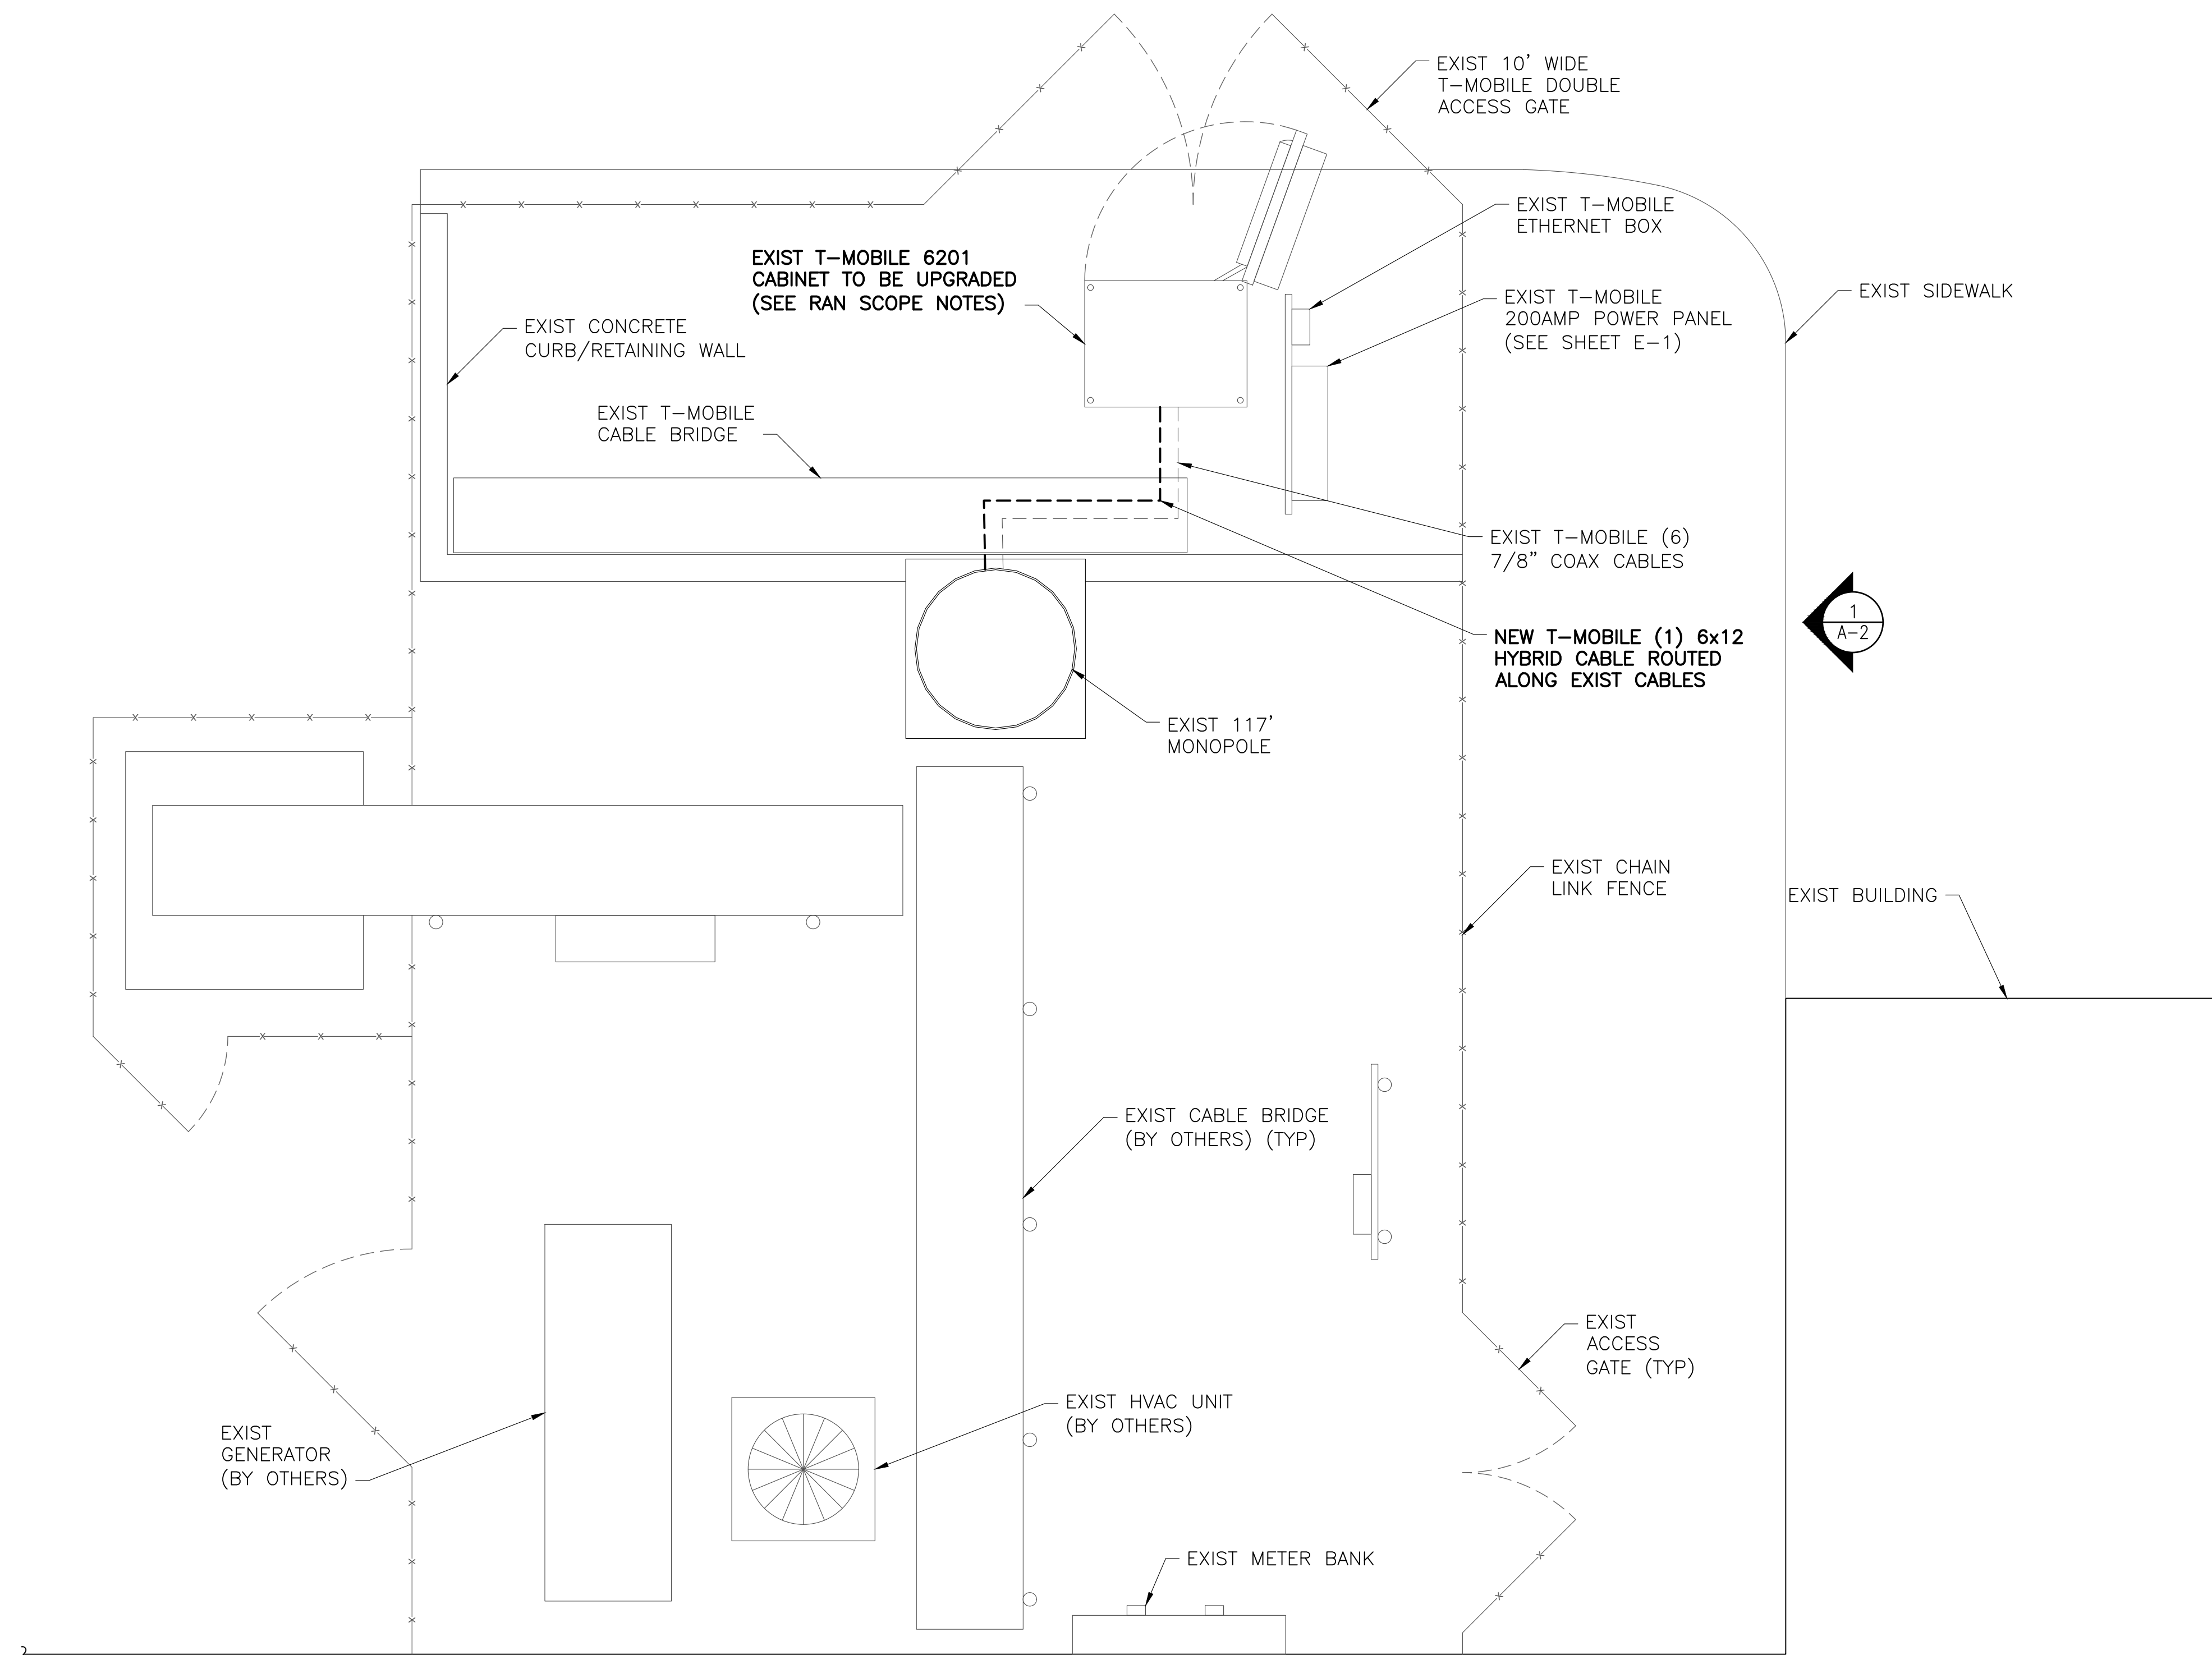 EXIST 10' WIDE
T-MOBILE DOUBLE
ACCESS GATE
EXIST T-MOBILE
ETHERNET BOX
EXIST T-MOBILE 6201
CABINET TO BE UPGRADED
(SEE RAN SCOPE NOTES)
EXIST SIDEWALK
EXIST T-MOBILE
200AMP POWER PANEL
(SEE SHEET E-1)
EXIST CONCRETE
CURB/RETAINING WALL
EXIST T-MOBILE
CABLE BRIDGE
EXIST T-MOBILE (6)
7/8" COAX CABLES
1
A-2
NEW T-MOBILE (1) 6x12
HYBRID CABLE ROUTED
ALONG EXIST CABLES
EXIST 117'
MONOPOLE
EXIST CHAIN
LINK FENCE
EXIST BUILDING
EXIST CABLE BRIDGE
(BY OTHERS) (TYP)
EXIST
ACCESS
GATE (TYP)
EXIST HVAC UNIT
(BY OTHERS)
EXIST
GENERATOR
(BY OTHERS)
EXIST METER BANK